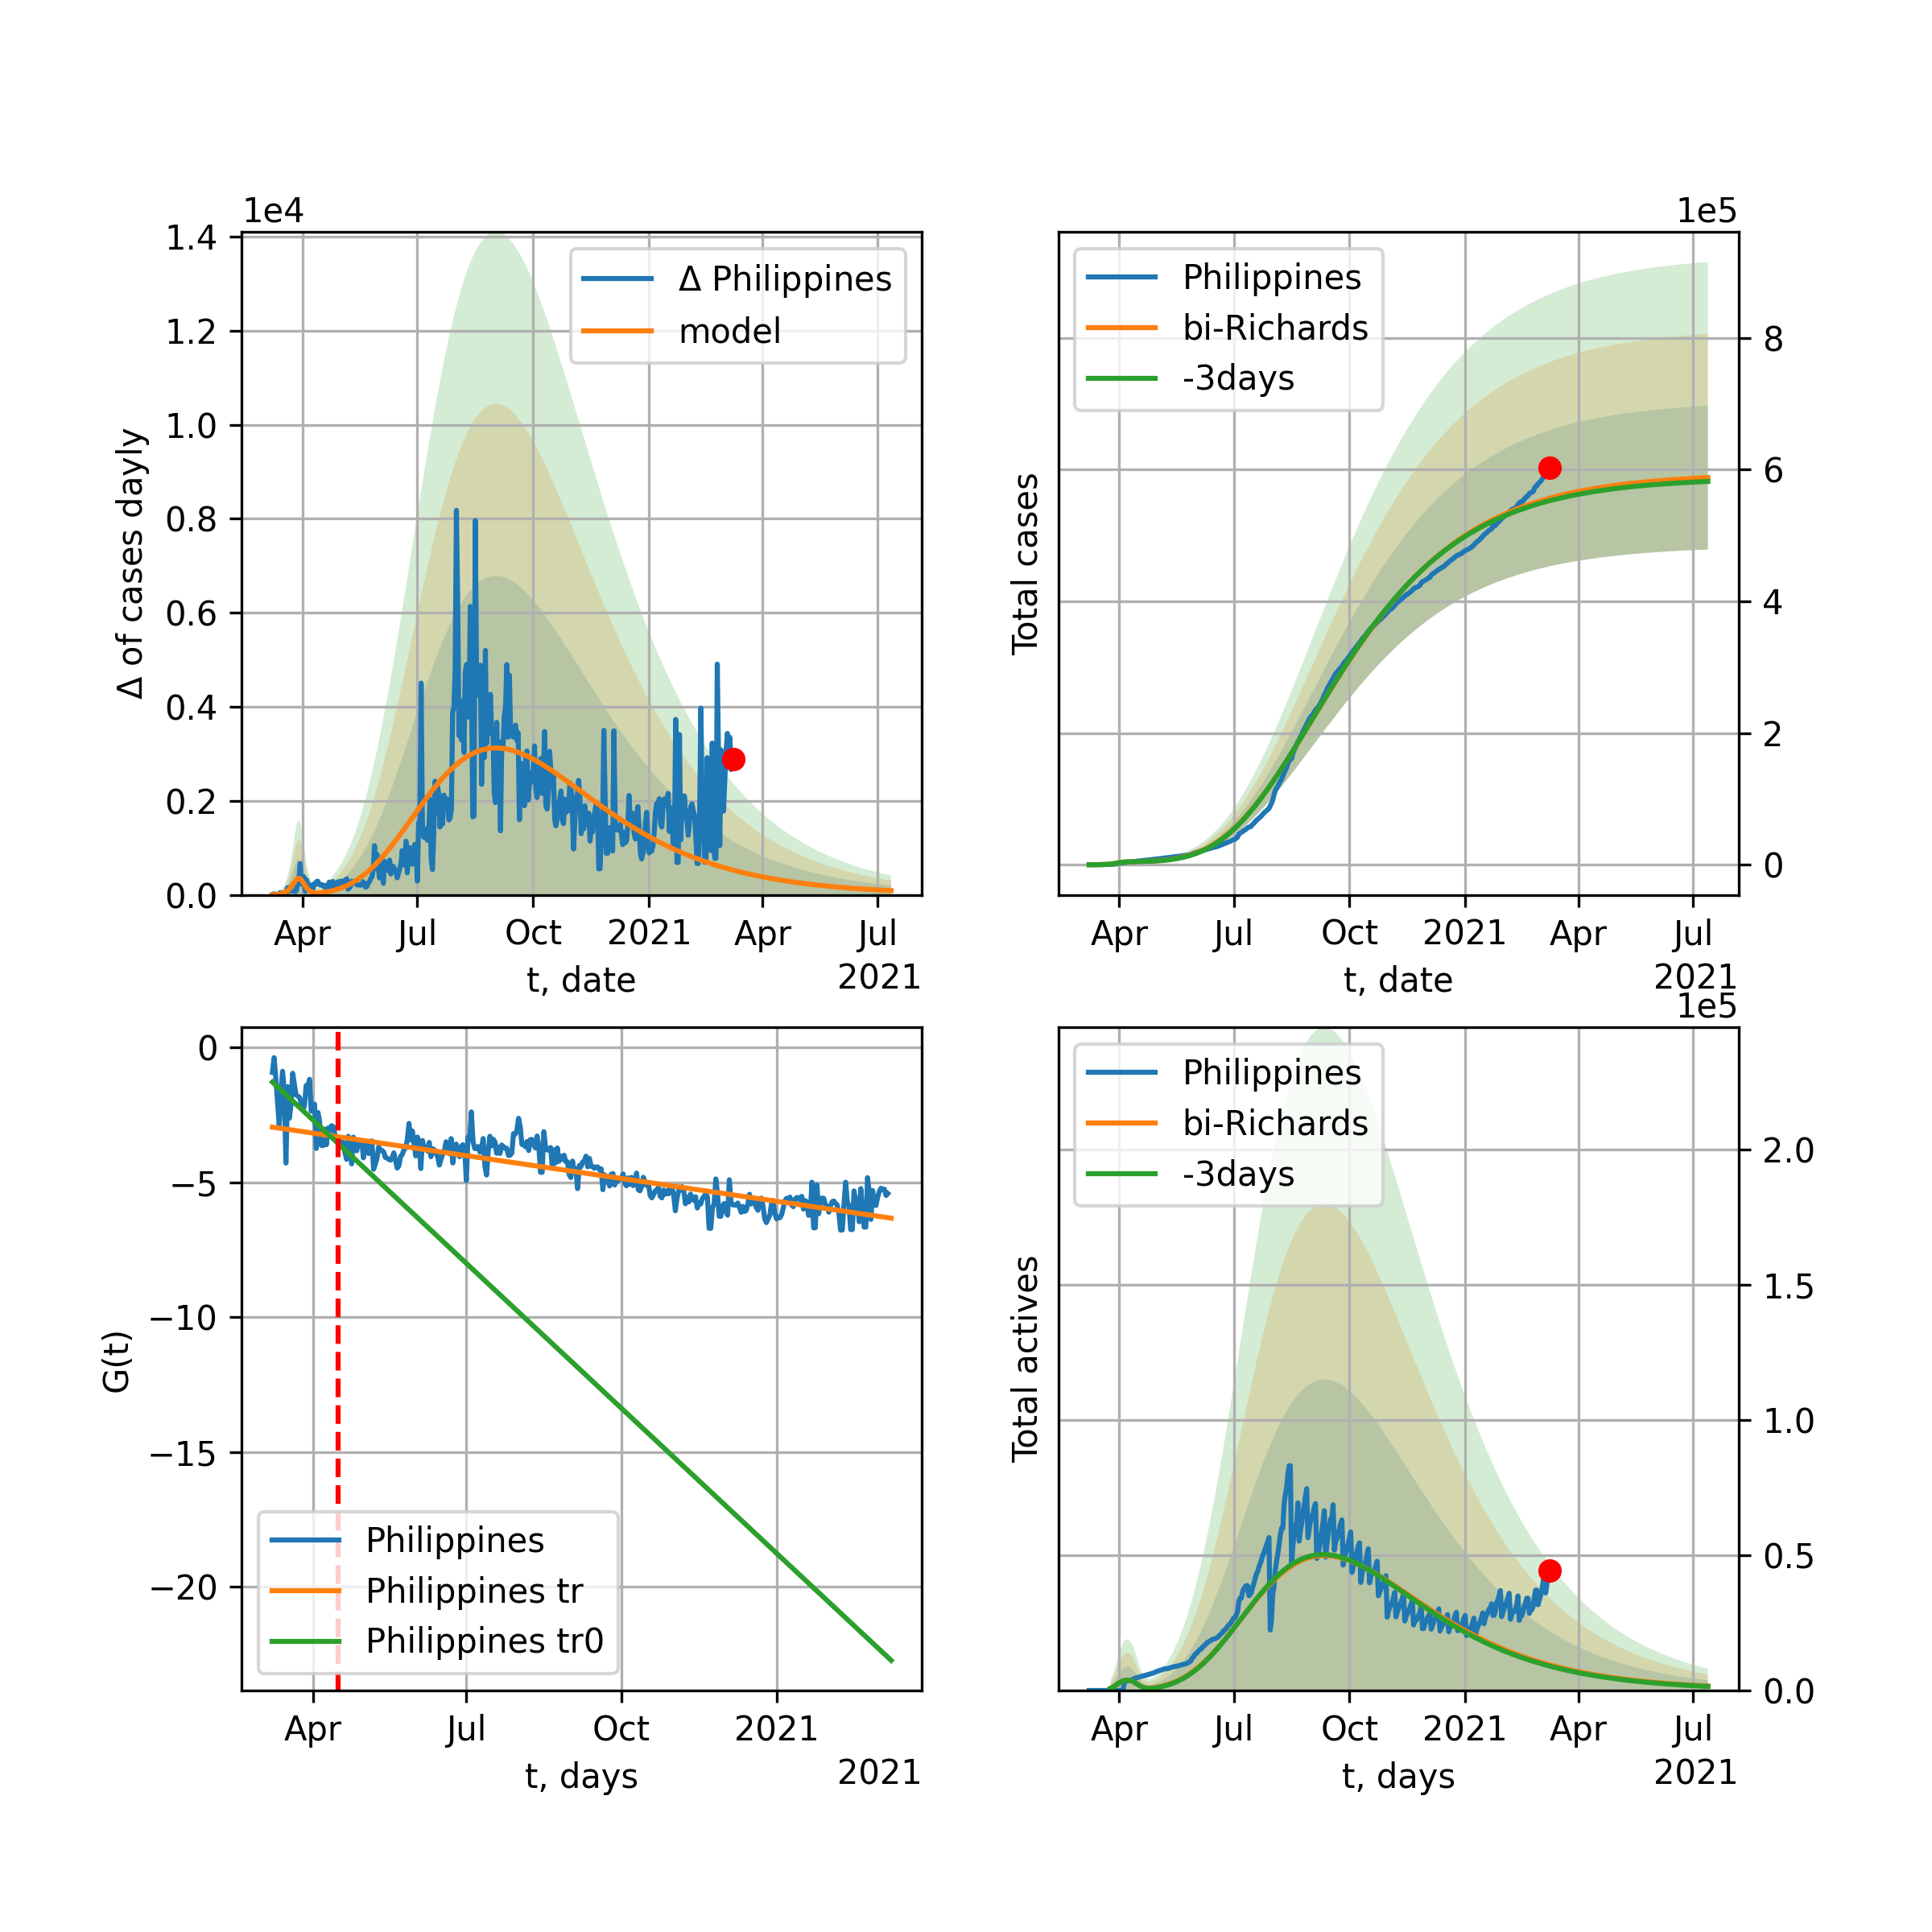 1e4
1.4
1.2
1.0
0.8
0.6
0.4
0.2
0.0
Δ of cases dayly
Δ Philippines
model
Apr Jul Oct 2021 Apr Jul
t, date
2021
1e5
Total cases
Philippines
bi-Richards
-3days
8
6
4
2
0
Apr Jul Oct 2021 Apr Jul
t, date
2021
0
−5
−10
−15
−20
G(t)
Philippines
Philippines tr
Philippines tr0
Apr Jul Oct 2021
t, days
2021
1e5
Total actives
Philippines
bi-Richards
-3days
2.0
1.5
1.0
0.5
0.0
Apr Jul Oct 2021 Apr Jul
t, days
2021